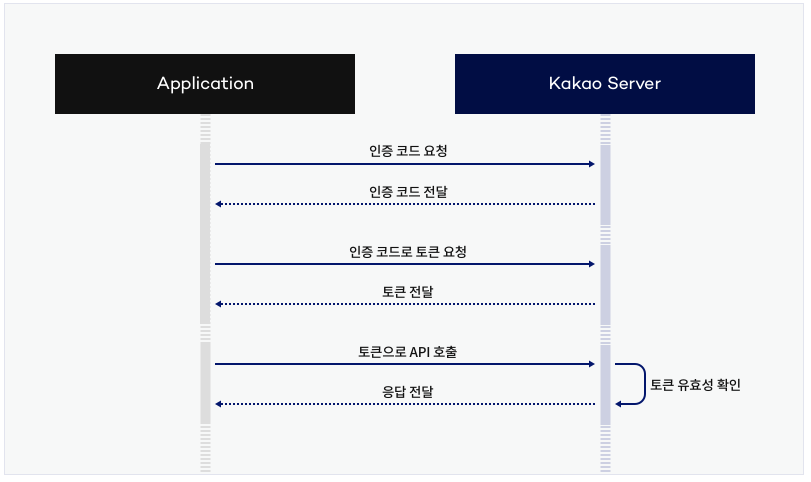 Application
Kakao Server
인증 코드 요청
인증 코드 전달
인증 코드로 토큰 요청
토큰 전달
토큰으로 API 호출
토큰 유효성 확인
응답 전달